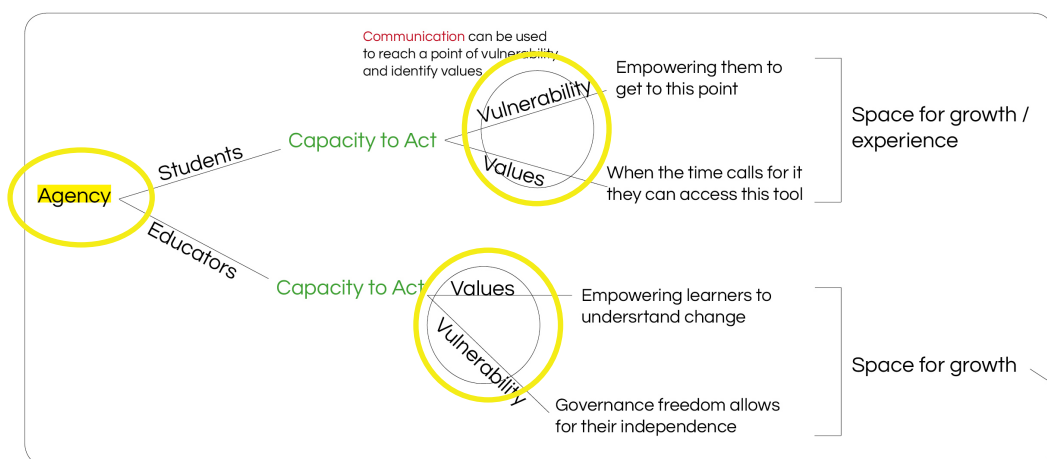 Communication can be used
to reach a point of vulnerability
and identify values
Empowering them to
get to this point
Vulnerability
Space for growth /
experience
Capacity to Act
Students
Values
When the time calls for it
they can access this tool
Agency
Educators
Capacity to Act
Values
Empowering learners to
undersrtand change
Vulnerability
Space for growth
Governance freedom allows
for their independence